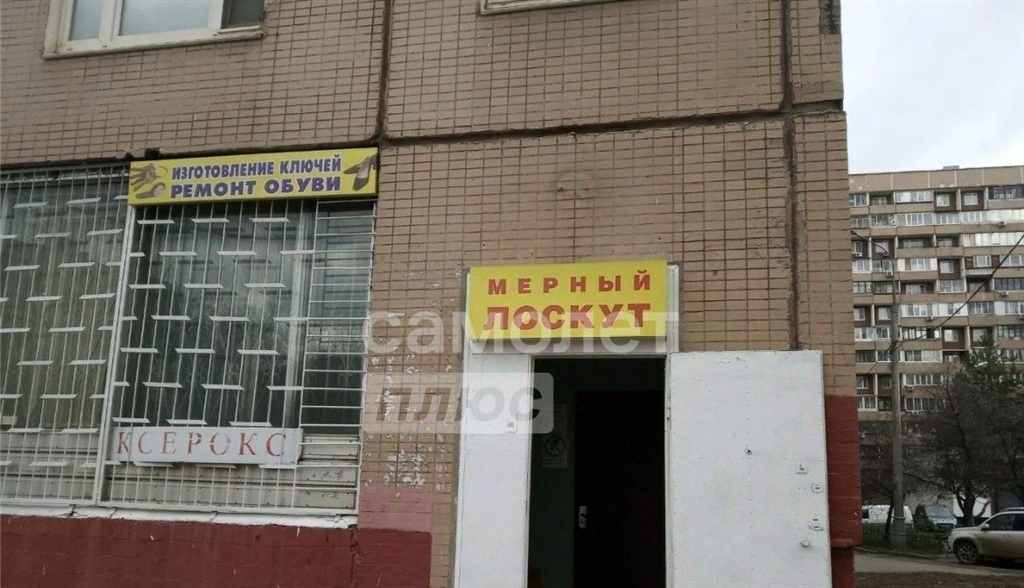 ИЗГОТОВЛЕНИЕ КЛЮЧЕЙ
РЕМОНТ ОБУВИ
МЕРНЫЙ
ЛОСКУТ
самолет
плюс
КСЕРОКС